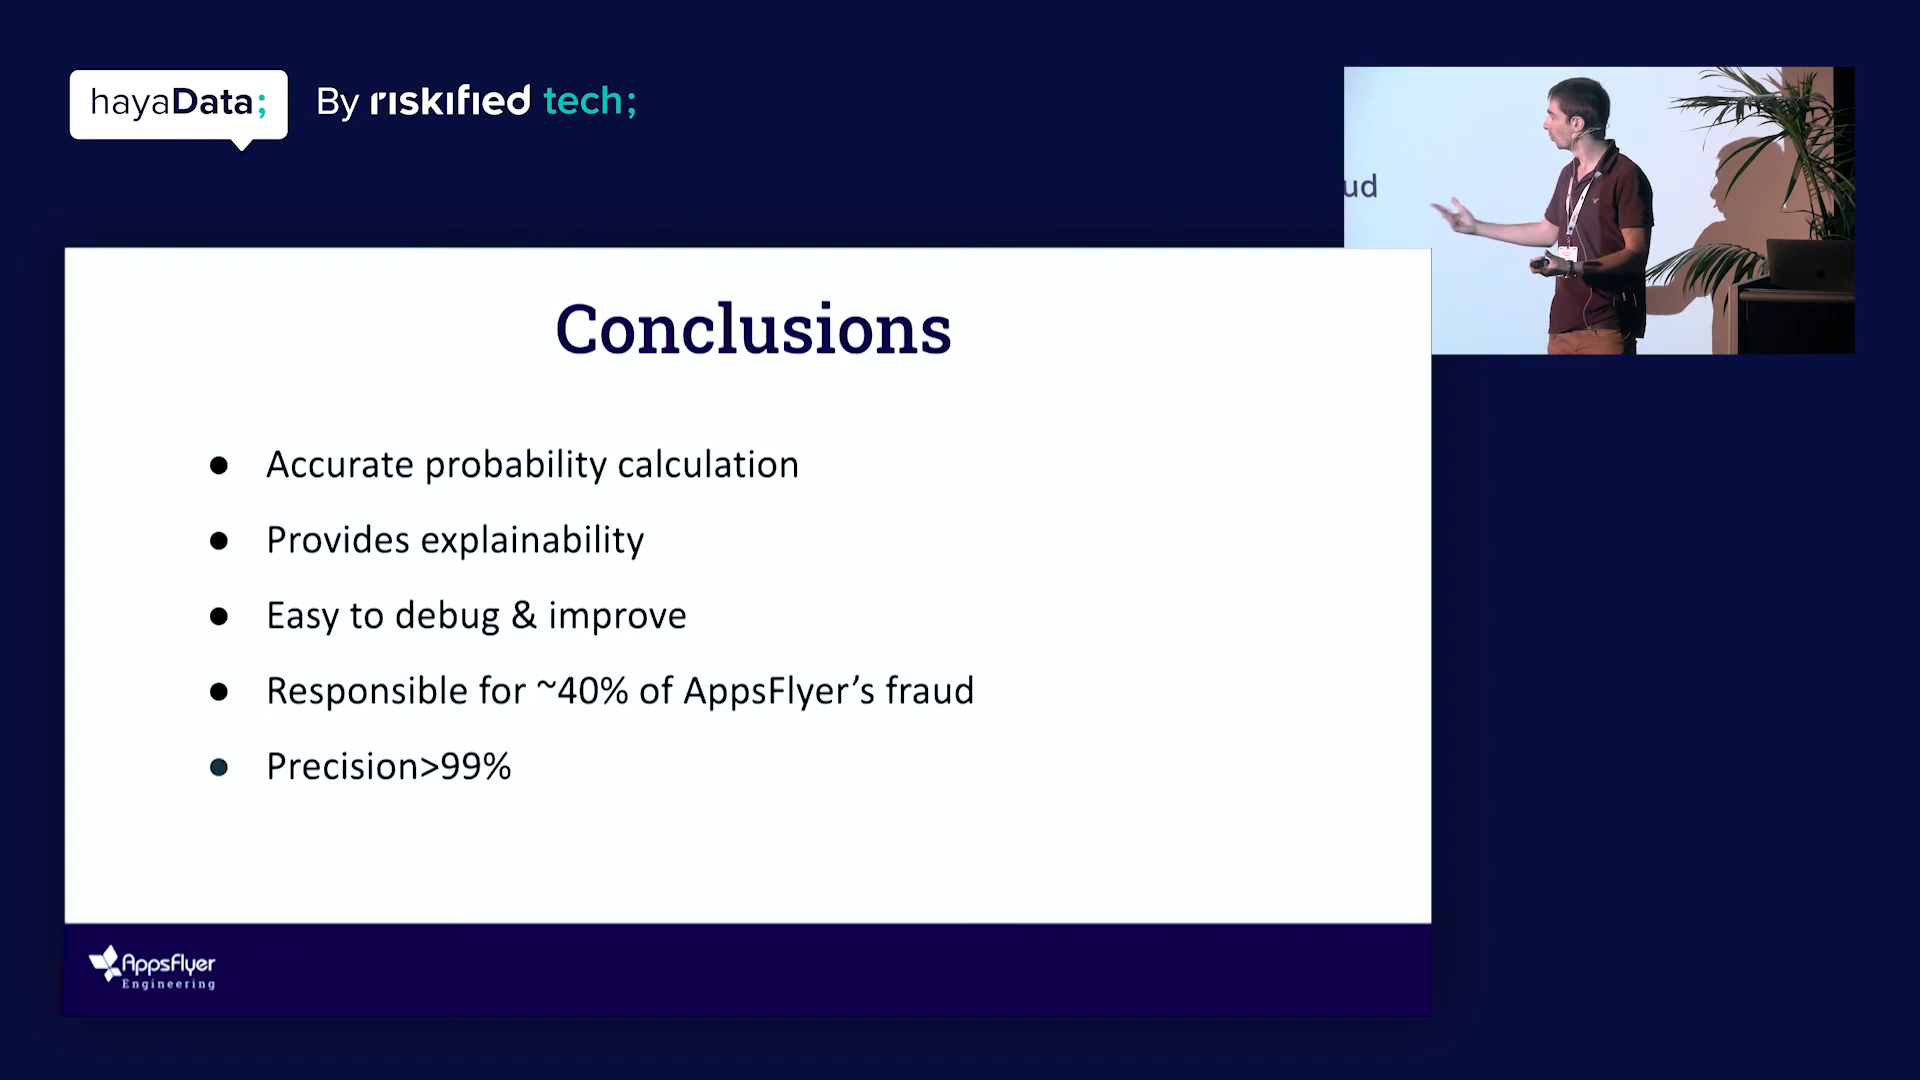 hayaData; By riskified tech;
ud
Conclusions
● Accurate probability calculation
● Provides explainability
● Easy to debug & improve
● Responsible for ~40% of AppsFlyer’s fraud
● Precision>99%
AppsFlyer
Engineering